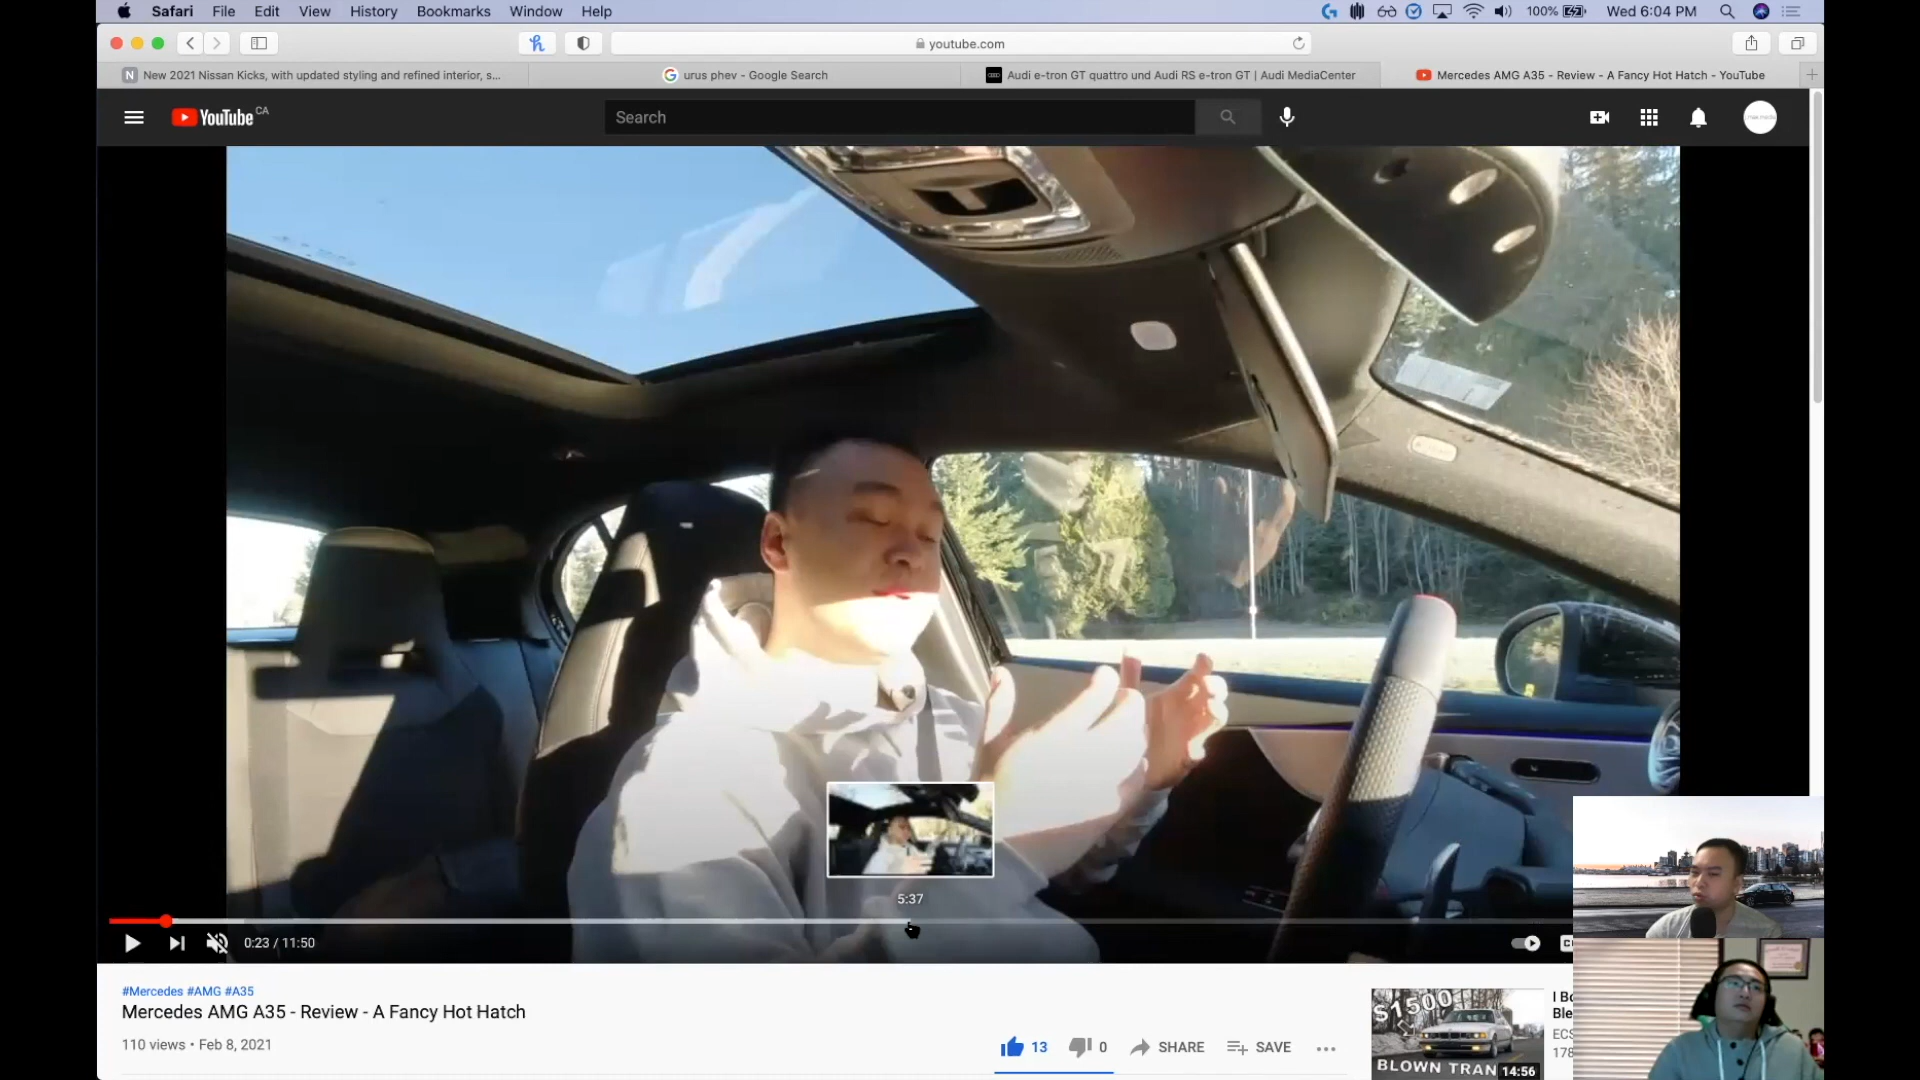 Safari File Edit View History Bookmarks Window Help 100% Wed 6:04 PM
youtube.com
New 2021 Nissan Kicks, with updated styling and refined interior, s...
urus phev - Google Search
Audi e-tron GT quattro und Audi RS e-tron GT | Audi MediaCenter
Mercedes AMG A35 - Review - A Fancy Hot Hatch - YouTube
YouTube CA
Search
5:37
0:23 / 11:50
#Mercedes #AMG #A35
Mercedes AMG A35 - Review - A Fancy Hot Hatch
110 views • Feb 8, 2021
13 0 SHARE SAVE
$1500
BLOWN TRAN
14:56